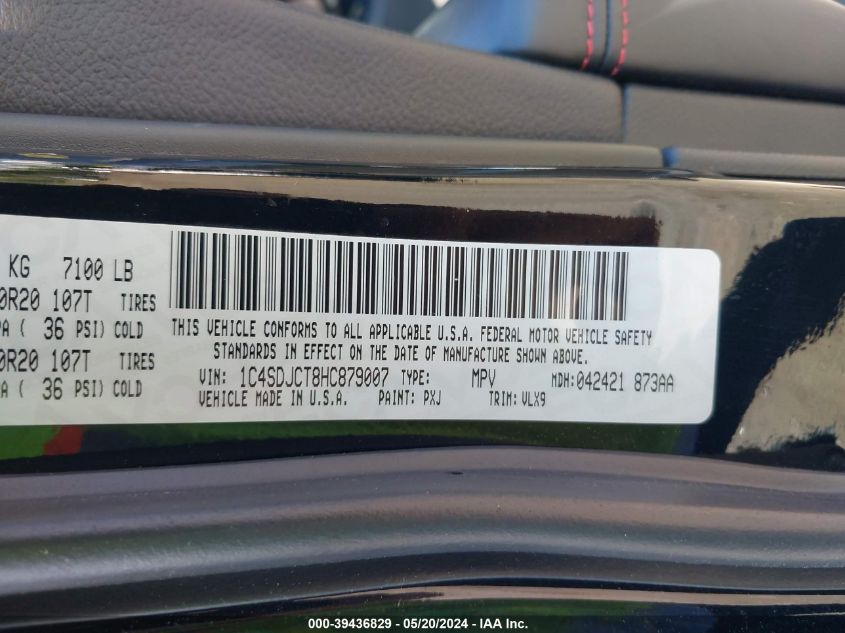 KG 7100 LB
0R20 107T TIRES
PA ( 36 PSI) COLD
0R20 107T TIRES
PA ( 36 PSI) COLD
THIS VEHICLE CONFORMS TO ALL APPLICABLE U.S.A. FEDERAL MOTOR VEHICLE SAFETY
STANDARDS IN EFFECT ON THE DATE OF MANUFACTURE SHOWN ABOVE.
VIN: 1C4SDJCT8HC879007 TYPE: MPV MDH:042421 873AA
VEHICLE MADE IN U.S.A. PAINT: PXJ TRIM: VLX9
000-39436829 - 05/20/2024 - IAA Inc.